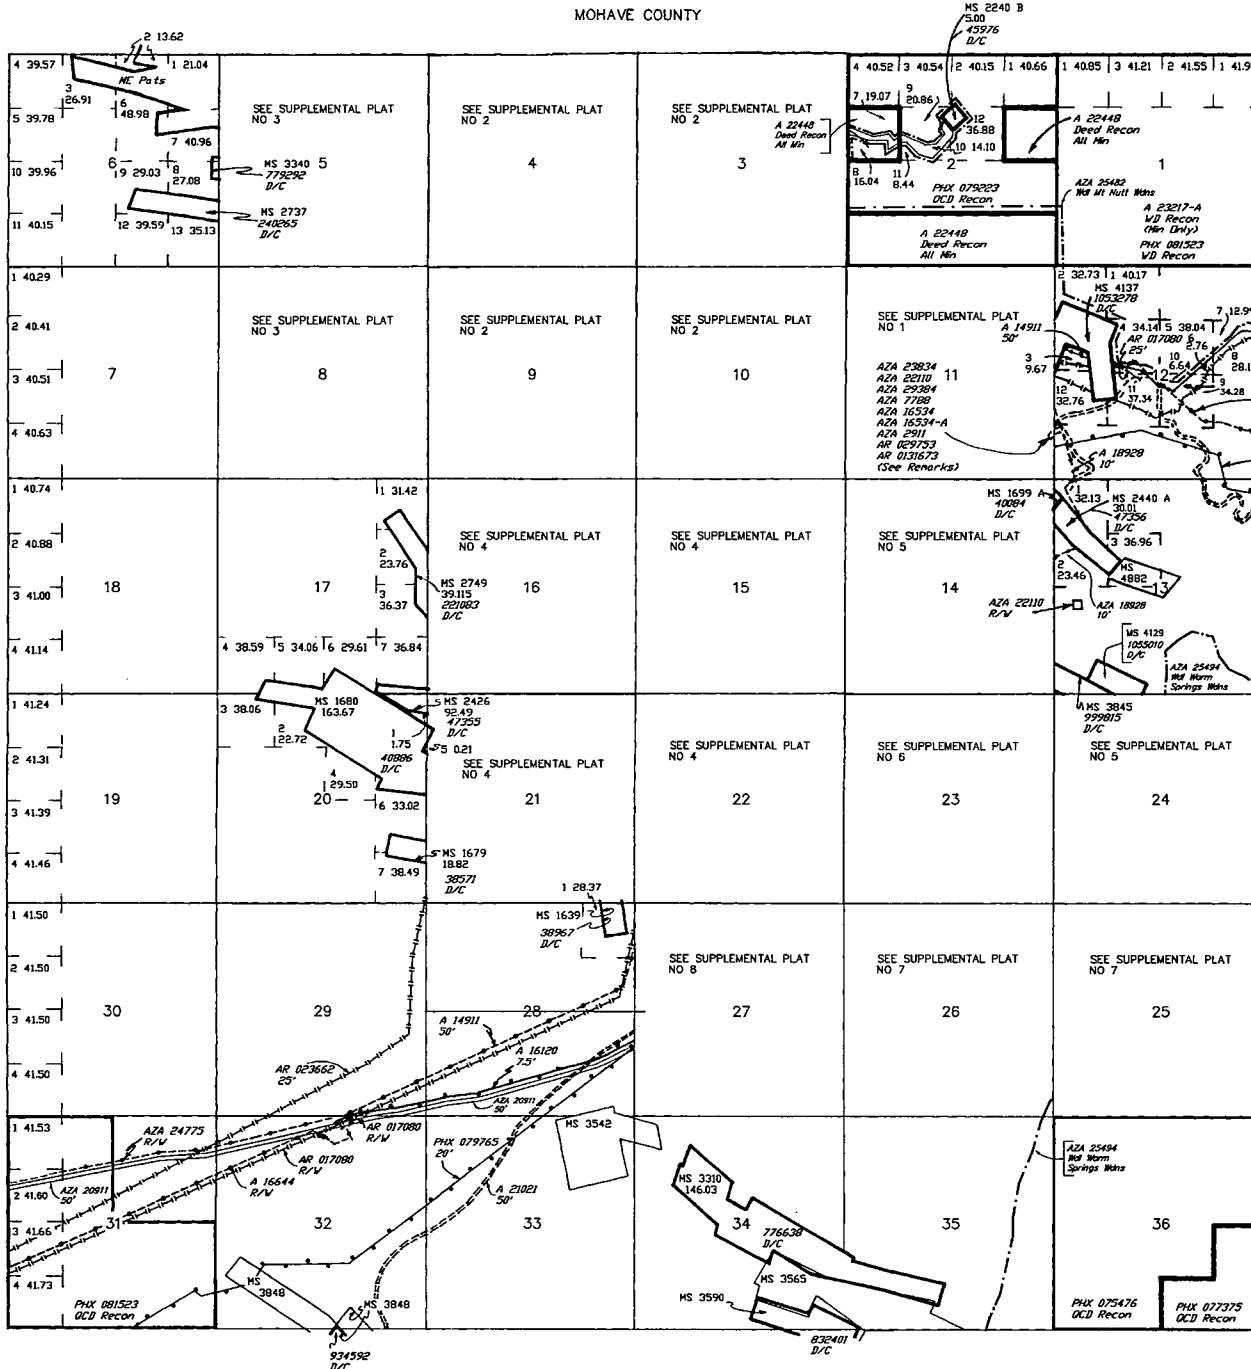 MOHAVE COUNTY
MS 2240 B
5.00
45976
D/C
2 13.62
4 39.57
1 21.04
ME Pats
3
26.91
6
48.98
5 39.78
7 40.96
6
9 29.03
8
27.08
10 39.96
MS 3340
779292
D/C
MS 2737
240265
D/C
11 40.15
12 39.59
13 35.13
SEE SUPPLEMENTAL PLAT
NO 3
5
SEE SUPPLEMENTAL PLAT
NO 2
4
SEE SUPPLEMENTAL PLAT
NO 2
3
4 40.52
3 40.54
2 40.15
1 40.66
7 19.07
9
20.86
12
36.88
A 22448
Deed Recon
All Min
A 22448
Deed Recon
All Min
10 14.10
8
16.04
11
8.44
2
PHX 079223
QCD Recon
A 22448
Deed Recon
All Min
1 40.85
3 41.21
2 41.55
1 41.9
1
AZA 25482
Wdl Mt Nutt Wdns
A 23217-A
WD Recon
(Min Only)
PHX 081523
WD Recon
1 40.29
2 40.41
7
3 40.51
4 40.63
SEE SUPPLEMENTAL PLAT
NO 3
8
SEE SUPPLEMENTAL PLAT
NO 2
9
SEE SUPPLEMENTAL PLAT
NO 2
10
SEE SUPPLEMENTAL PLAT
NO 1
11
AZA 23834
AZA 22110
AZA 29384
AZA 7788
AZA 16534
AZA 16534-A
AZA 2911
AR 029753
AR 0131673
(See Remarks)
2 32.73
1 40.17
MS 4137
1053278
D/C
A 14911
50'
4 34.14
5 38.04
7 12.99
AR 017080
25'
6
2.76
3
9.67
10
6.64
8
28.1
12
9
34.28
12
32.76
11
37.34
A 18928
10'
1 40.74
2 40.88
18
3 41.00
4 41.14
1 31.42
2
23.76
17
3
36.37
MS 2749
39.115
221083
D/C
4 38.59
5 34.06
6 29.61
7 36.84
SEE SUPPLEMENTAL PLAT
NO 4
16
SEE SUPPLEMENTAL PLAT
NO 4
15
SEE SUPPLEMENTAL PLAT
NO 5
14
MS 1699 A
40084
D/C
1
32.13
MS 2440 A
30.01
47356
D/C
3 36.96
2
23.46
MS
4882
13
AZA 22110
R/W
AZA 18928
10'
MS 4129
1055010
D/C
AZA 25494
Wdl Warm
Springs Wdns
MS 3845
999815
D/C
1 41.24
2 41.31
19
3 41.39
4 41.46
3 38.06
MS 1680
163.67
MS 2426
92.49
47355
D/C
2
22.72
1
1.75
5 0.21
40886
D/C
4
29.50
20
6 33.02
MS 1679
18.82
38571
D/C
7 38.49
SEE SUPPLEMENTAL PLAT
NO 4
21
SEE SUPPLEMENTAL PLAT
NO 4
22
SEE SUPPLEMENTAL PLAT
NO 6
23
SEE SUPPLEMENTAL PLAT
NO 5
24
1 41.50
2 41.50
30
3 41.50
4 41.50
29
1 28.37
MS 1639
38967
D/C
28
A 14911
50'
A 16120
7.5'
AR 023662
25'
AZA 20911
50'
SEE SUPPLEMENTAL PLAT
NO 8
27
SEE SUPPLEMENTAL PLAT
NO 7
26
SEE SUPPLEMENTAL PLAT
NO 7
25
1 41.53
AZA 24775
R/W
AR 017080
R/W
AR 017080
R/W
A 16644
R/W
2 41.60
AZA 20911
50'
3 41.66
31
4 41.73
PHX 081523
QCD Recon
PHX 079765
20'
32
A 21021
50'
MS
3848
MS 3848
934592
D/C
MS 3542
33
MS 3310
146.03
34
776638
D/C
MS 3565
MS 3590
832401
D/C
35
AZA 25494
Wdl Warm
Springs Wdns
36
PHX 075476
QCD Recon
PHX 077375
QCD Recon